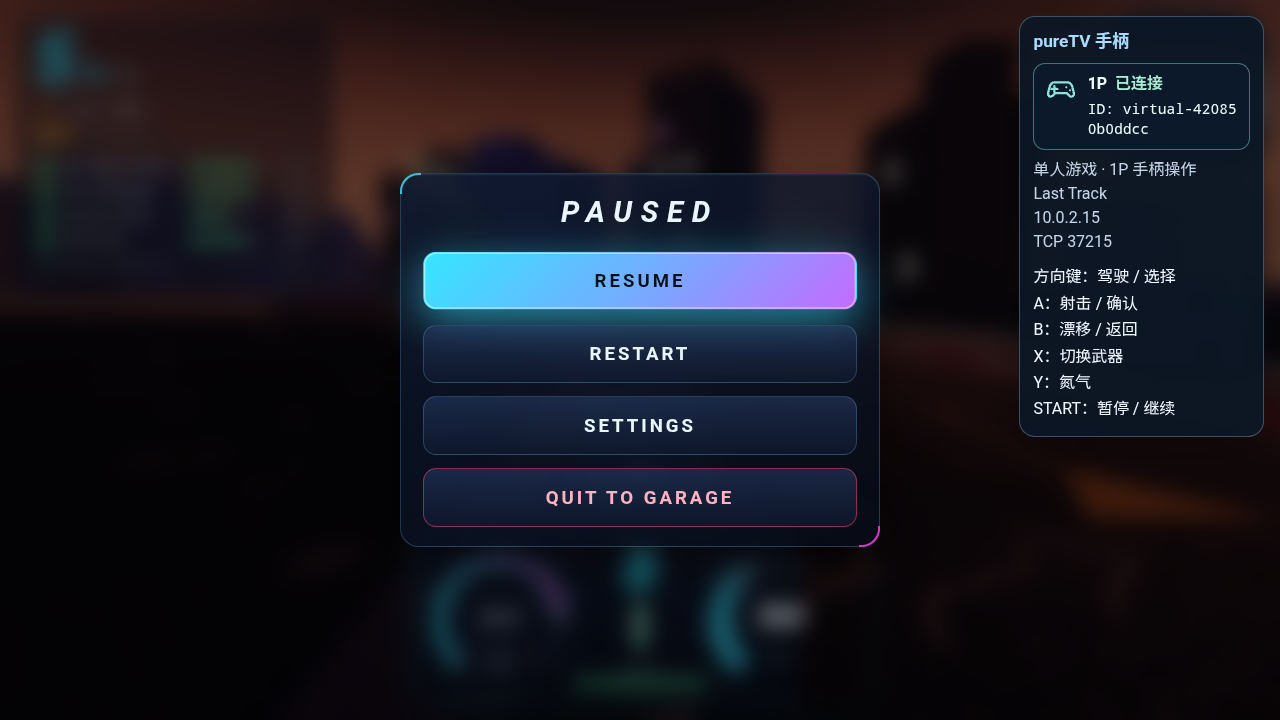 PAUSED
RESUME
RESTART
SETTINGS
QUIT TO GARAGE
pureTV 手柄
1P 已连接
ID: virtual-42085
0b0ddcc
单人游戏 · 1P 手柄操作
Last Track
10.0.2.15
TCP 37215
方向键：驾驶 / 选择
A：射击 / 确认
B：漂移 / 返回
X：切换武器
Y：氮气
START：暂停 / 继续